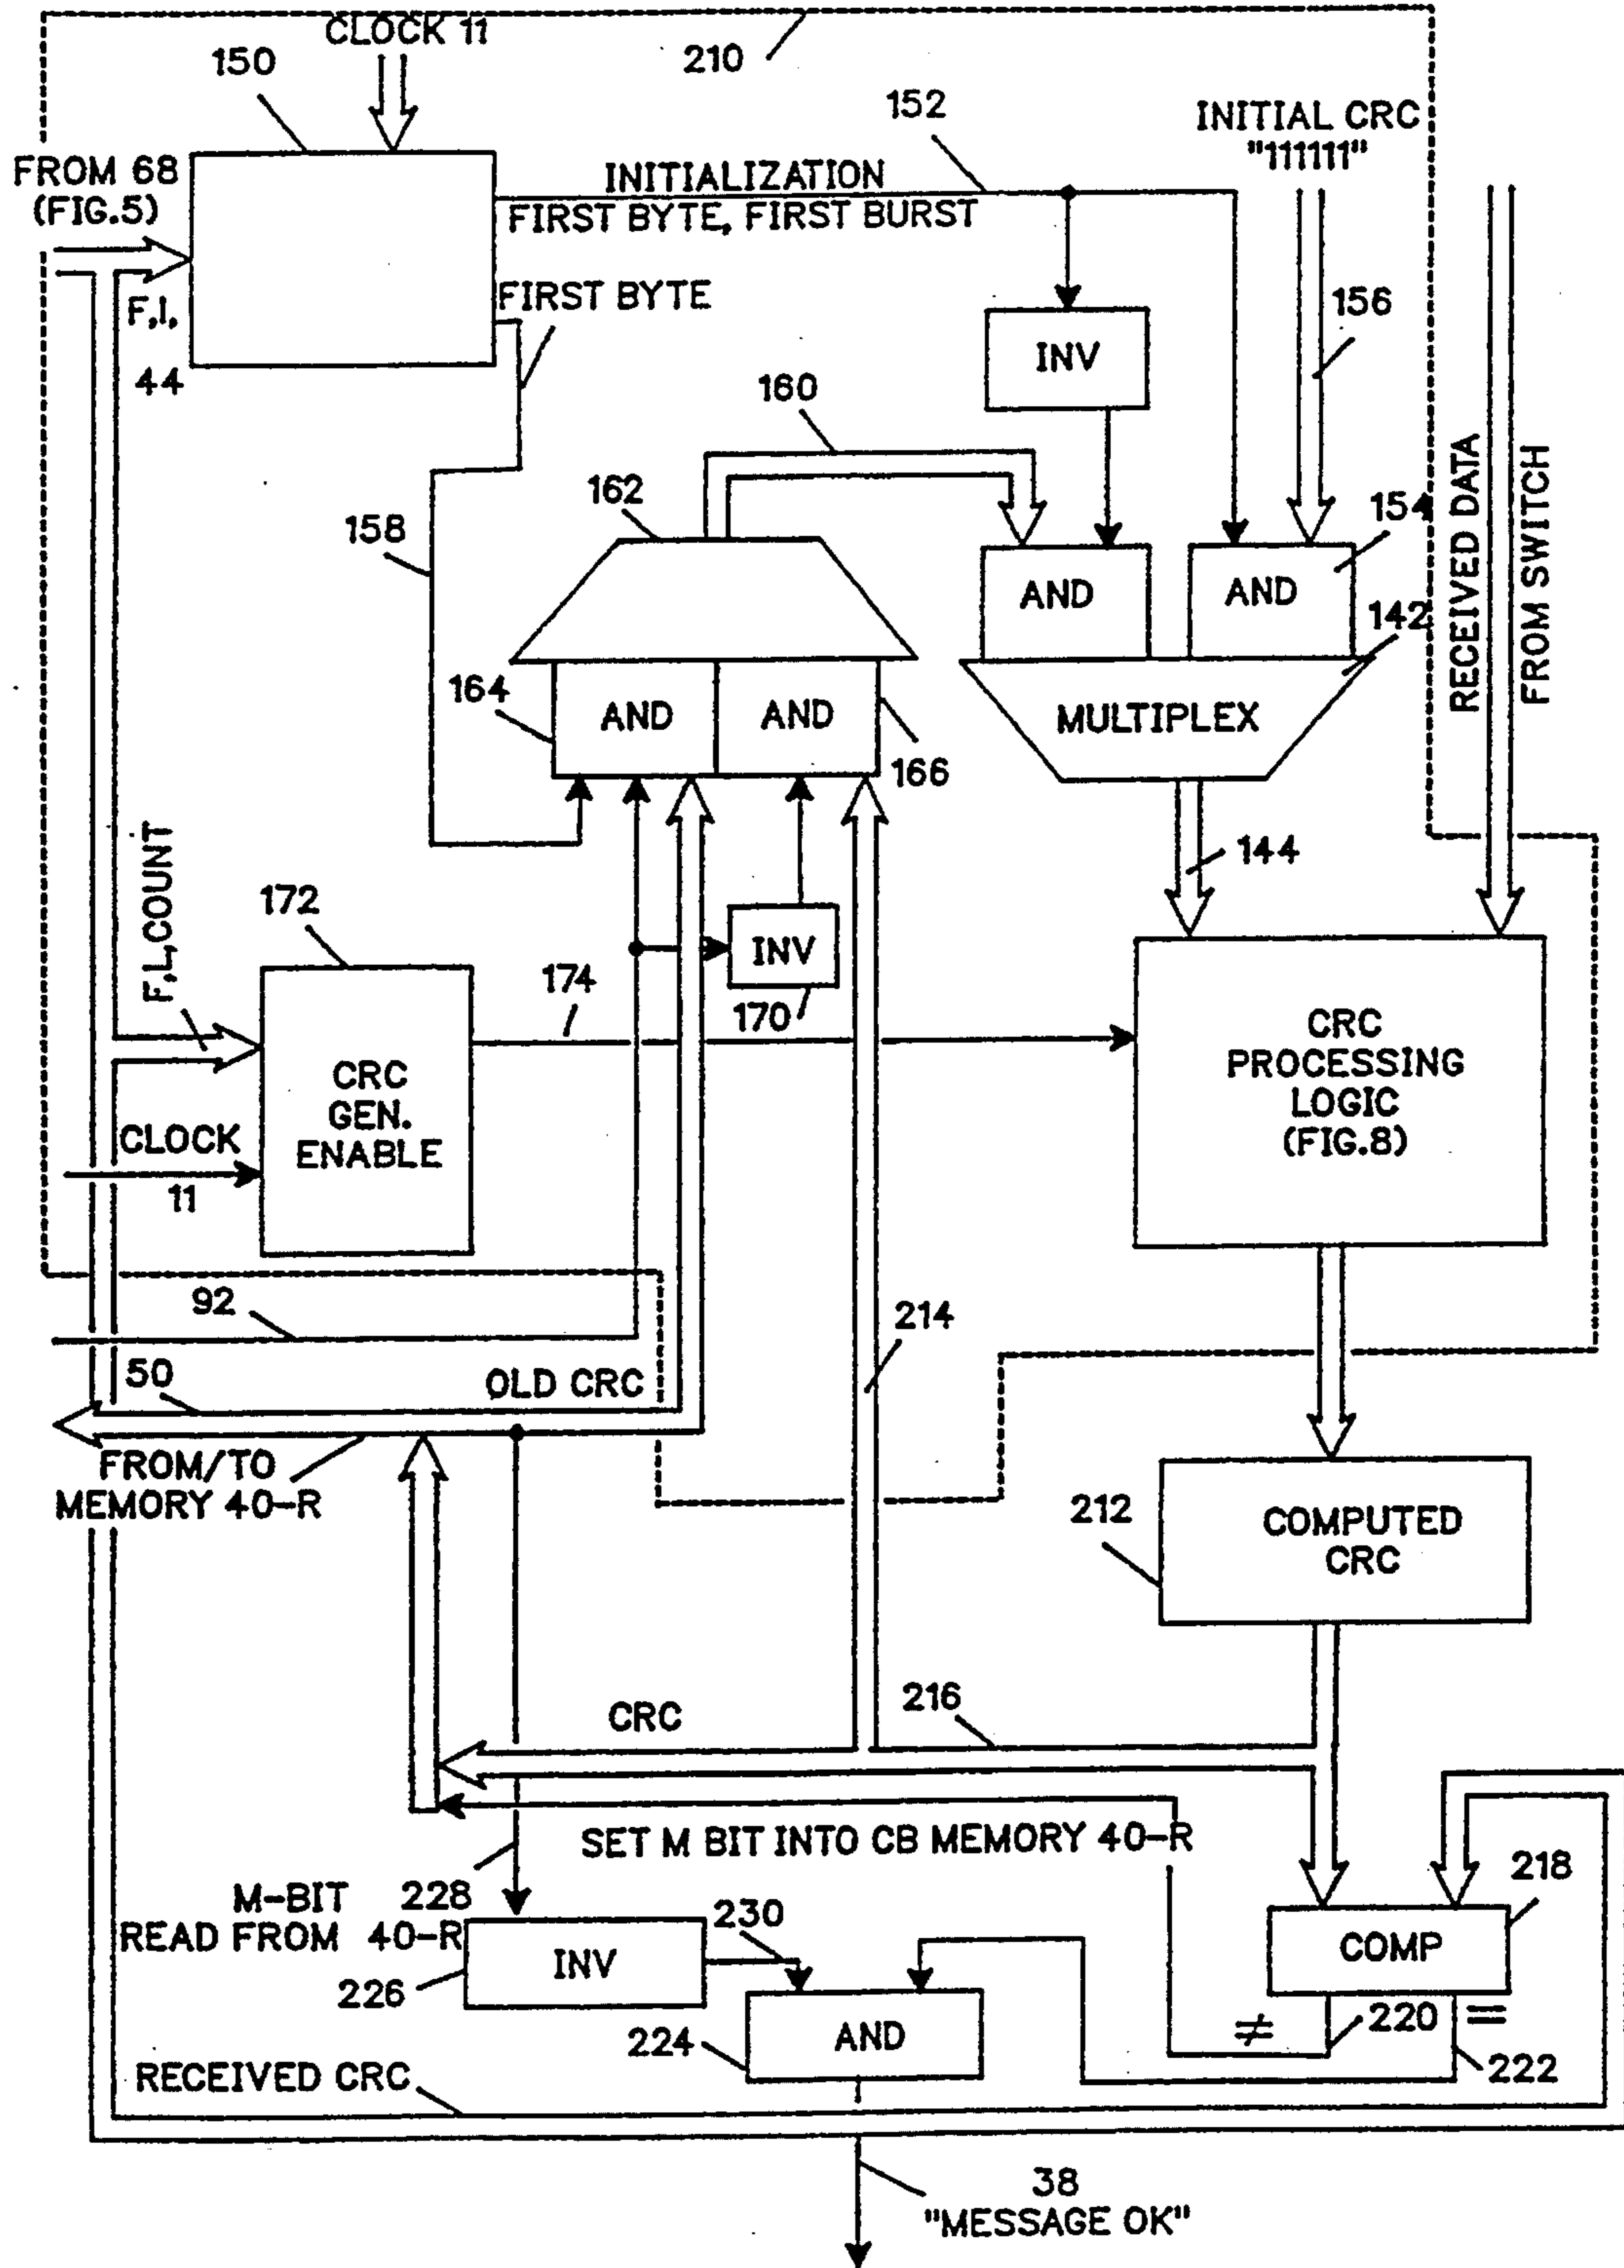 CLOCK 11
150
210
152
INITIAL CRC
"111111"
FROM 68
(FIG.5)
INITIALIZATION
FIRST BYTE, FIRST BURST
FIRST BYTE
F,I,
44
INV
156
160
RECEIVED DATA
FROM SWITCH
162
154
158
AND
AND
142
164
AND
AND
MULTIPLEX
166
144
F,L,COUNT
172
INV
174
170
CRC
GEN.
ENABLE
CRC
PROCESSING
LOGIC
(FIG.8)
CLOCK
11
92
214
50
OLD CRC
FROM/TO
MEMORY 40-R
212
COMPUTED
CRC
216
CRC
SET M BIT INTO CB MEMORY 40-R
218
M-BIT
READ FROM 40-R
228
230
INV
COMP
226
224
AND
≠
220
=
222
RECEIVED CRC
38
"MESSAGE OK"